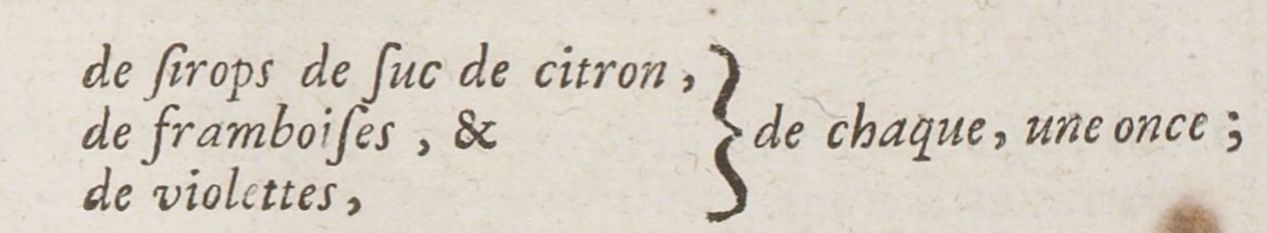 de ſirops de ſuc de citron,
de framboiſes, &
de violettes,
} de chaque, une once;